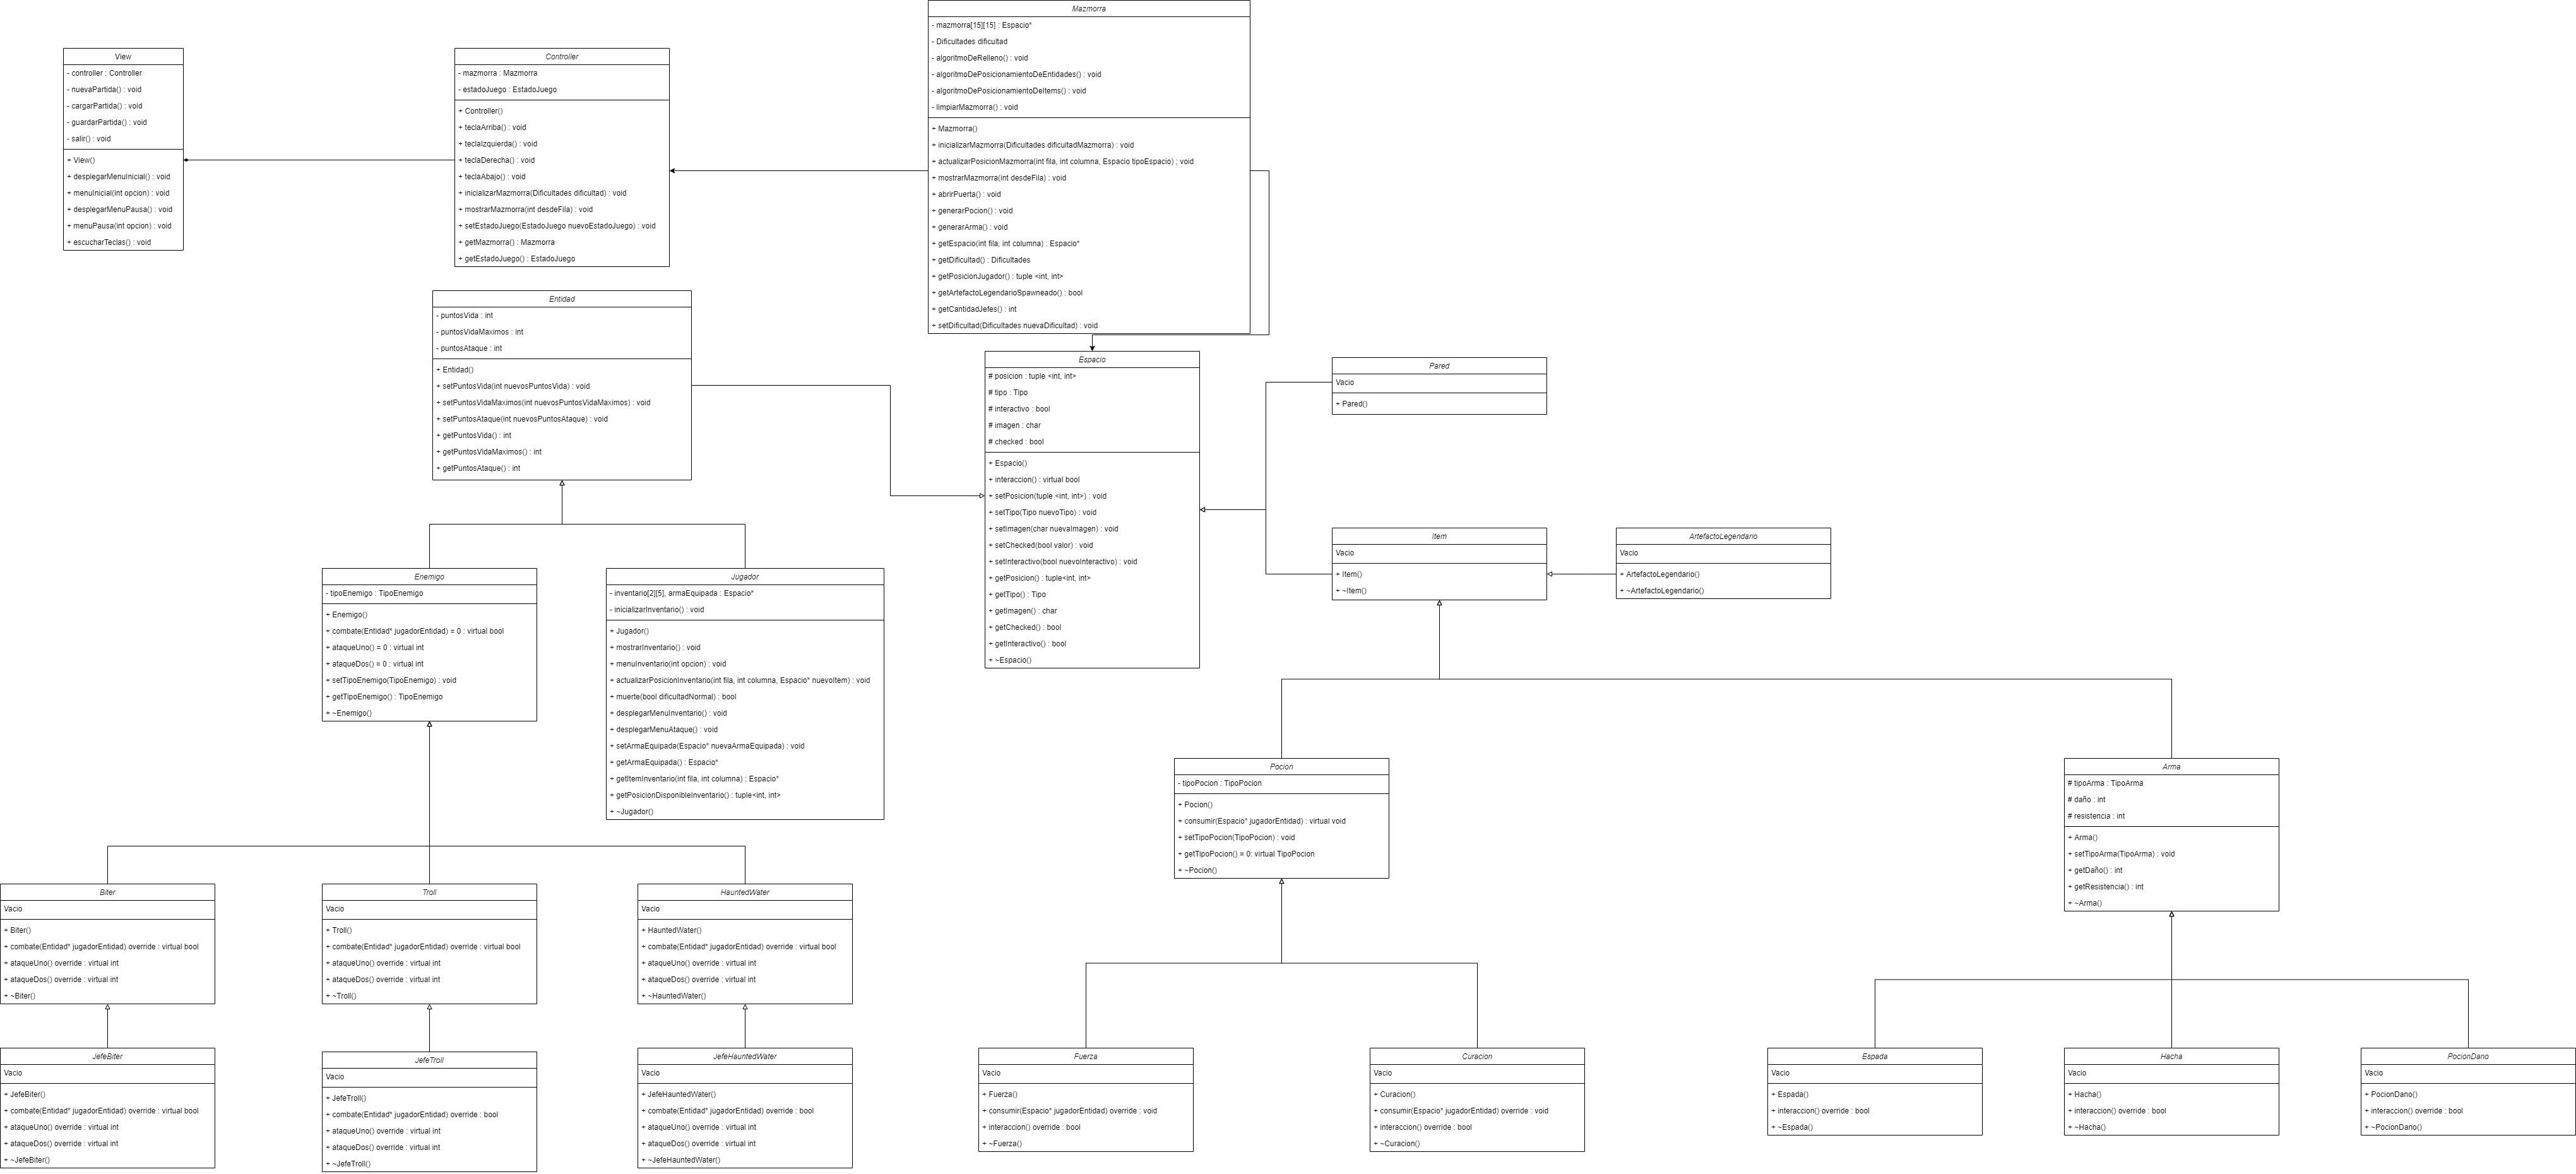 Mazmorra
- mazmorra[15][15] : Espacio*
- Dificultades dificultad
- algoritmoDeRelleno() : void
- algoritmoDePosicionamientoDeEntidades() : void
- algoritmoDePosicionamientoDeItems() : void
- limpiarMazmorra() : void
+ Mazmorra()
+ inicializarMazmorra(Dificultades dificultadMazmorra) : void
+ actualizarPosicionMazmorra(int fila, int columna, Espacio tipoEspacio) ; void
+ mostrarMazmorra(int desdeFila) : void
+ abrirPuerta() : void
+ generarPocion() : void
+ generarArma() : void
+ getEspacio(int fila, int columna) : Espacio*
+ getDificultad() : Dificultades
+ getPosicionJugador() : tuple <int, int>
+ getArtefactoLegendarioSpawneado() : bool
+ getCantidadJefes() : int
+ setDificultad(Dificultades nuevaDificultad) : void
View
- controller : Controller
- nuevaPartida() : void
- cargarPartida() : void
- guardarPartida() : void
- salir() : void
+ View()
+ desplegarMenuInicial() : void
+ menuInicial(int opcion) : void
+ desplegarMenuPausa() : void
+ menuPausa(int opcion) : void
+ escucharTeclas() : void
Controller
- mazmorra : Mazmorra
- estadoJuego : EstadoJuego
+ Controller()
+ teclaArriba() : void
+ teclaIzquierda() : void
+ teclaDerecha() : void
+ teclaAbajo() : void
+ inicializarMazmorra(Dificultades dificultad) : void
+ mostrarMazmorra(int desdeFila) : void
+ setEstadoJuego(EstadoJuego nuevoEstadoJuego) : void
+ getMazmorra() : Mazmorra
+ getEstadoJuego() : EstadoJuego
Entidad
- puntosVida : int
- puntosVidaMaximos : int
- puntosAtaque : int
+ Entidad()
+ setPuntosVida(int nuevosPuntosVida) : void
+ setPuntosVidaMaximos(int nuevosPuntosVidaMaximos) : void
+ setPuntosAtaque(int nuevosPuntosAtaque) : void
+ getPuntosVida() : int
+ getPuntosVidaMaximos() : int
+ getPuntosAtaque() : int
Espacio
# posicion : tuple <int, int>
# tipo : Tipo
# interactivo : bool
# imagen : char
# checked : bool
+ Espacio()
+ interaccion() : virtual bool
+ setPosicion(tuple <int, int>) : void
+ setTipo(Tipo nuevoTipo) : void
+ setImagen(char nuevaImagen) : void
+ setChecked(bool valor) : void
+ setInteractivo(bool nuevoInteractivo) : void
+ getPosicion() : tuple<int, int>
+ getTipo() : Tipo
+ getImagen() : char
+ getChecked() : bool
+ getInteractivo() : bool
+ ~Espacio()
Pared
Vacio
+ Pared()
Item
Vacio
+ Item()
+ ~Item()
ArtefactoLegendario
Vacio
+ ArtefactoLegendario()
+ ~ArtefactoLegendario()
Enemigo
- tipoEnemigo : TipoEnemigo
+ Enemigo()
+ combate(Entidad* jugadorEntidad) = 0 : virtual bool
+ ataqueUno() = 0 : virtual int
+ ataqueDos() = 0 : virtual int
+ setTipoEnemigo(TipoEnemigo) : void
+ getTipoEnemigo() : TipoEnemigo
+ ~Enemigo()
Jugador
- inventario[2][5], armaEquipada : Espacio*
- inicializarInventario() : void
+ Jugador()
+ mostrarInventario() : void
+ menuInventario(int opcion) : void
+ actualizarPosicionInventario(int fila, int columna, Espacio* nuevoItem) : void
+ muerte(bool dificultadNormal) : bool
+ desplegarMenuInventario() : void
+ desplegarMenuAtaque() : void
+ setArmaEquipada(Espacio* nuevaArmaEquipada) : void
+ getArmaEquipada() : Espacio*
+ getItemInventario(int fila, int columna) : Espacio*
+ getPosicionDisponibleInventario() : tuple<int, int>
+ ~Jugador()
Pocion
- tipoPocion : TipoPocion
+ Pocion()
+ consumir(Espacio* jugadorEntidad) : virtual void
+ setTipoPocion(TipoPocion) : void
+ getTipoPocion() = 0: virtual TipoPocion
+ ~Pocion()
Arma
# tipoArma : TipoArma
# daño : int
# resistencia : int
+ Arma()
+ setTipoArma(TipoArma) : void
+ getDaño() : int
+ getResistencia() : int
+ ~Arma()
Biter
Vacio
+ Biter()
+ combate(Entidad* jugadorEntidad) override : virtual bool
+ ataqueUno() override : virtual int
+ ataqueDos() override : virtual int
+ ~Biter()
Troll
Vacio
+ Troll()
+ combate(Entidad* jugadorEntidad) override : virtual bool
+ ataqueUno() override : virtual int
+ ataqueDos() override : virtual int
+ ~Troll()
HauntedWater
Vacio
+ HauntedWater()
+ combate(Entidad* jugadorEntidad) override : virtual bool
+ ataqueUno() override : virtual int
+ ataqueDos() override : virtual int
+ ~HauntedWater()
JefeBiter
Vacio
+ JefeBiter()
+ combate(Entidad* jugadorEntidad) override : virtual bool
+ ataqueUno() override : virtual int
+ ataqueDos() override : virtual int
+ ~JefeBiter()
JefeTroll
Vacio
+ JefeTroll()
+ combate(Entidad* jugadorEntidad) override : bool
+ ataqueUno() override : virtual int
+ ataqueDos() override : virtual int
+ ~JefeTroll()
JefeHauntedWater
Vacio
+ JefeHauntedWater()
+ combate(Entidad* jugadorEntidad) override : bool
+ ataqueUno() override : virtual int
+ ataqueDos() override : virtual int
+ ~JefeHauntedWater()
Fuerza
Vacio
+ Fuerza()
+ consumir(Espacio* jugadorEntidad) override : void
+ interaccion() override : bool
+ ~Fuerza()
Curacion
Vacio
+ Curacion()
+ consumir(Espacio* jugadorEntidad) override : void
+ interaccion() override : bool
+ ~Curacion()
Espada
Vacio
+ Espada()
+ interaccion() override : bool
+ ~Espada()
Hacha
Vacio
+ Hacha()
+ interaccion() override : bool
+ ~Hacha()
PocionDano
Vacio
+ PocionDano()
+ interaccion() override : bool
+ ~PocionDano()